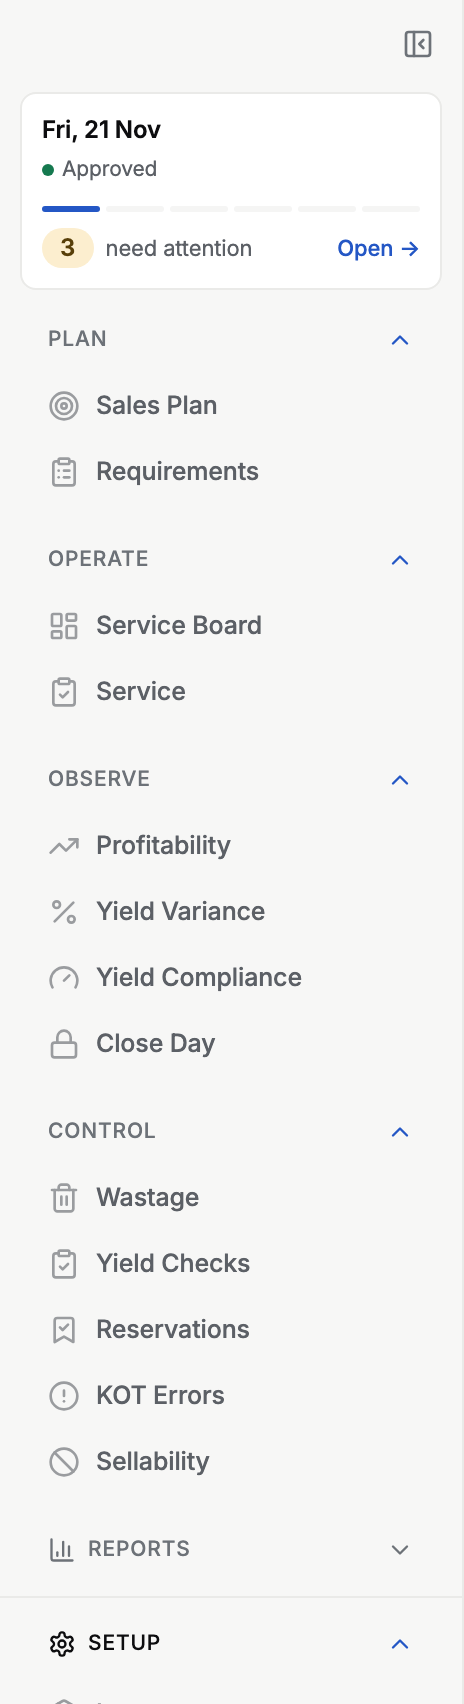 Fri, 21 Nov
Approved
3 need attention Open →
PLAN
Sales Plan
Requirements
OPERATE
Service Board
Service
OBSERVE
Profitability
Yield Variance
Yield Compliance
Close Day
CONTROL
Wastage
Yield Checks
Reservations
KOT Errors
Sellability
REPORTS
SETUP